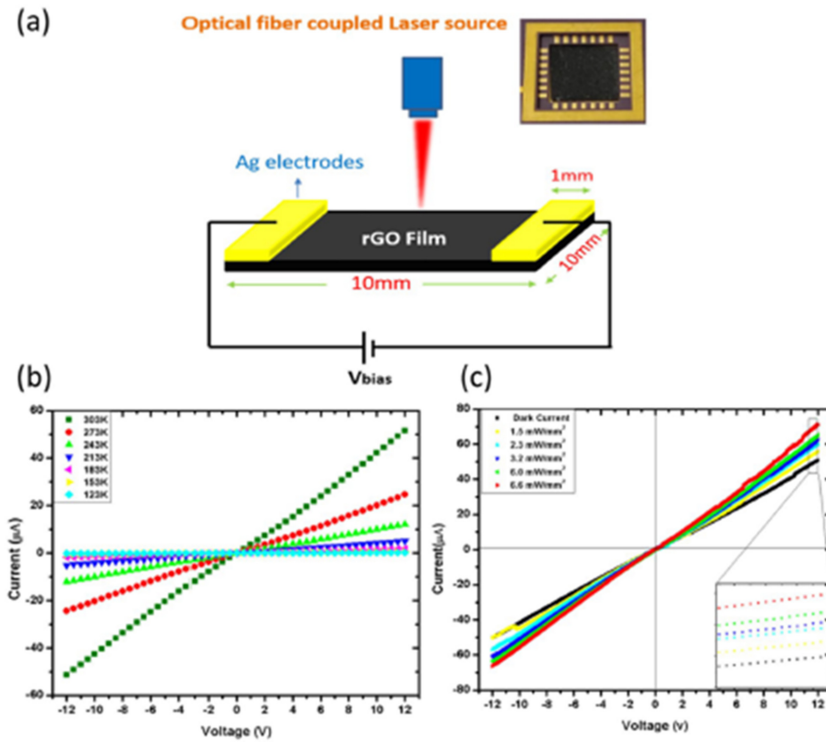 (a)
Optical fiber coupled Laser source
Ag electrodes
1mm
rGO Film
10mm
10mm
Vbias
(b)
60
40
20
0
-20
-40
-60
Current (µA)
303K
273K
243K
213K
183K
153K
123K
-12 -10 -8 -6 -4 -2 0 2 4 6 8 10 12
Voltage (V)
(c)
80
60
40
20
0
-20
-40
-60
-80
Current(µA)
Dark Current
1.5 mW/mm²
2.3 mW/mm²
3.2 mW/mm²
6.0 mW/mm²
6.6 mW/mm²
-12 -10 -8 -6 -4 -2 0 2 4 6 8 10 12
Voltage (v)